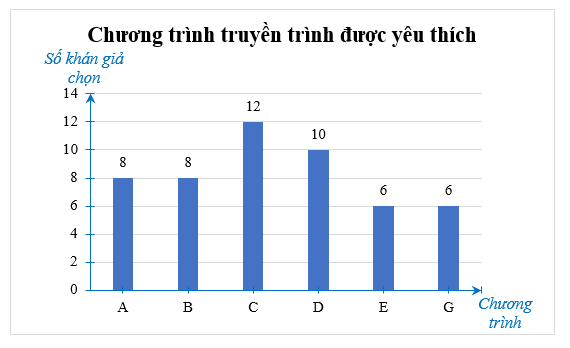 Chương trình truyền trình được yêu thích
Số khán giả
chọn
14
12
10
8
6
4
2
0
8
8
12
10
6
6
A B C D E G
Chương
trình